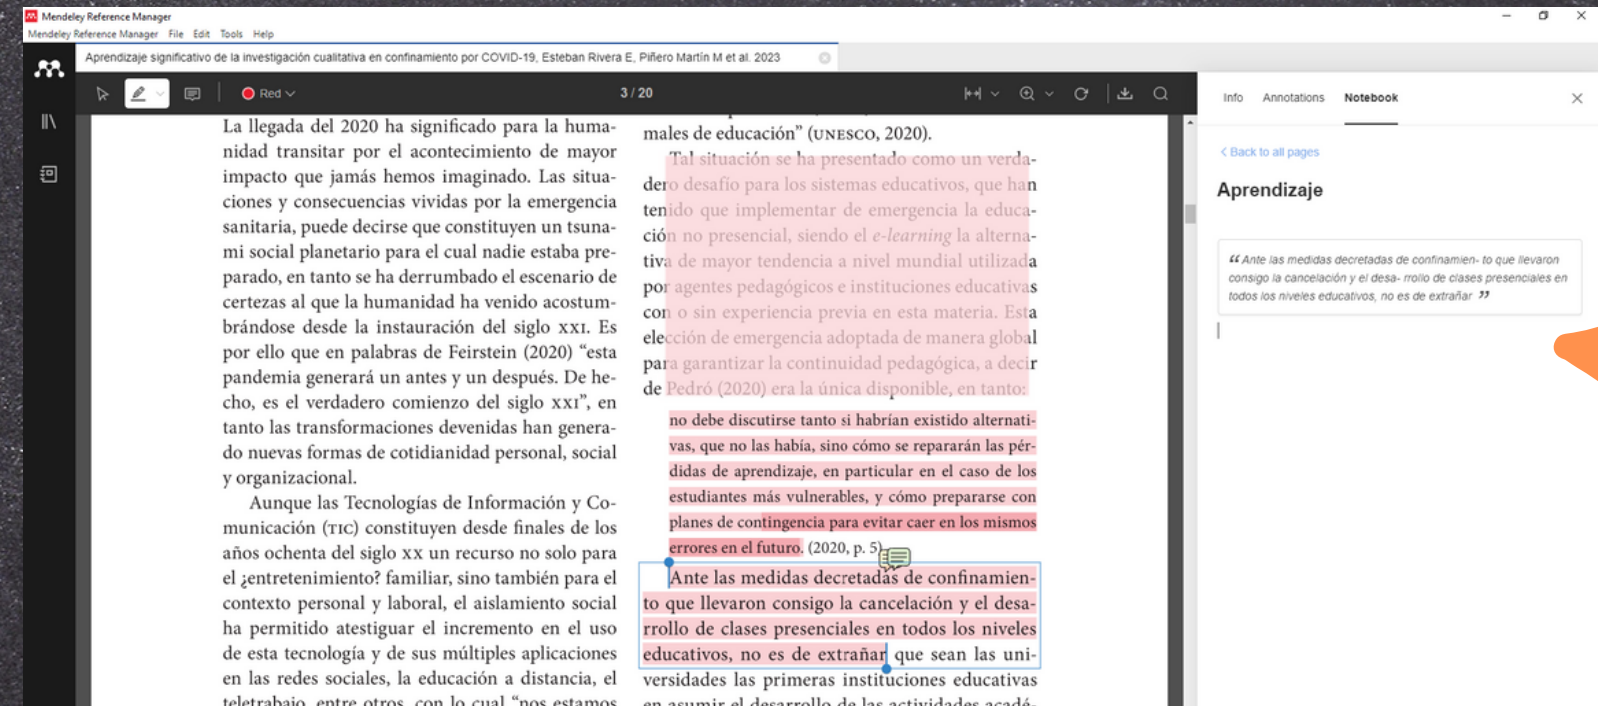 Mendeley Reference Manager
Mendeley Reference Manager File Edit Tools Help
Aprendizaje significativo de la investigación cualitativa en confinamiento por COVID-19, Esteban Rivera E, Piñero Martín M et al. 2023
Red
3 / 20
La llegada del 2020 ha significado para la huma-
nidad transitar por el acontecimiento de mayor
impacto que jamás hemos imaginado. Las situa-
ciones y consecuencias vividas por la emergencia
sanitaria, puede decirse que constituyen un tsuna-
mi social planetario para el cual nadie estaba pre-
parado, en tanto se ha derrumbado el escenario de
certezas al que la humanidad ha venido acostum-
brándose desde la instauración del siglo XXI. Es
por ello que en palabras de Feirstein (2020) “esta
pandemia generará un antes y un después. De he-
cho, es el verdadero comienzo del siglo XXI”, en
tanto las transformaciones devenidas han genera-
do nuevas formas de cotidianidad personal, social
y organizacional.
Aunque las Tecnologías de Información y Co-
municación (TIC) constituyen desde finales de los
años ochenta del siglo XX un recurso no solo para
el ¿entretenimiento? familiar, sino también para el
contexto personal y laboral, el aislamiento social
ha permitido atestiguar el incremento en el uso
de esta tecnología y de sus múltiples aplicaciones
en las redes sociales, la educación a distancia, el
teletrabajo, entre otros, con lo cual “nos estamos
males de educación” (UNESCO, 2020).
Tal situación se ha presentado como un verda-
dero desafío para los sistemas educativos, que han
tenido que implementar de emergencia la educa-
ción no presencial, siendo el e-learning la alterna-
tiva de mayor tendencia a nivel mundial utilizada
por agentes pedagógicos e instituciones educativas
con o sin experiencia previa en esta materia. Esta
elección de emergencia adoptada de manera global
para garantizar la continuidad pedagógica, a decir
de Pedró (2020) era la única disponible, en tanto:
no debe discutirse tanto si habrían existido alternati-
vas, que no las había, sino cómo se repararán las pér-
didas de aprendizaje, en particular en el caso de los
estudiantes más vulnerables, y cómo prepararse con
planes de contingencia para evitar caer en los mismos
errores en el futuro. (2020, p. 5)
Ante las medidas decretadas de confinamien-
to que llevaron consigo la cancelación y el desa-
rrollo de clases presenciales en todos los niveles
educativos, no es de extrañar que sean las uni-
versidades las primeras instituciones educativas
en asumir el desarrollo de las actividades acadé-
Info Annotations Notebook
< Back to all pages
Aprendizaje
“ Ante las medidas decretadas de confinamien- to que llevaron
consigo la cancelación y el desa- rrollo de clases presenciales en
todos los niveles educativos, no es de extrañar ”